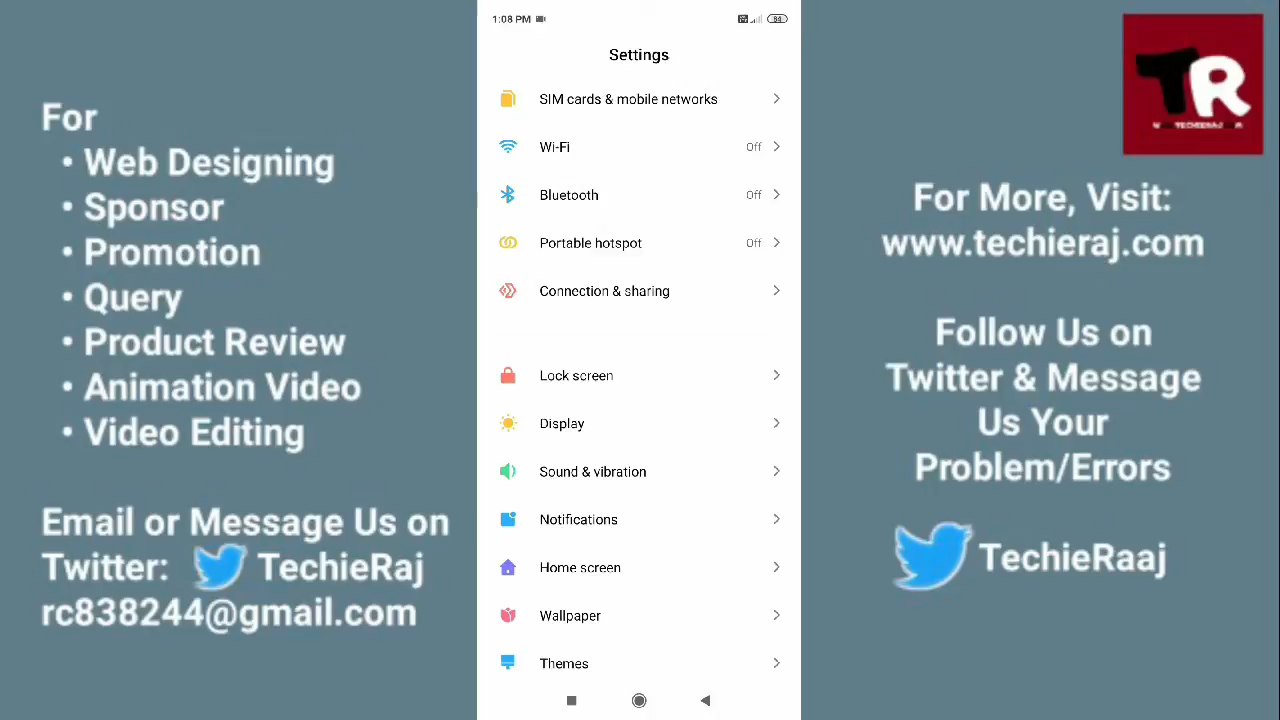 For
• Web Designing
• Sponsor
• Promotion
• Query
• Product Review
• Animation Video
• Video Editing
Email or Message Us on
Twitter: TechieRaj
rc838244@gmail.com
1:08 PM
Settings
SIM cards & mobile networks
Wi-Fi Off
Bluetooth Off
Portable hotspot Off
Connection & sharing
Lock screen
Display
Sound & vibration
Notifications
Home screen
Wallpaper
Themes
TR
For More, Visit:
www.techieraj.com
Follow Us on
Twitter & Message
Us Your
Problem/Errors
TechieRaaj